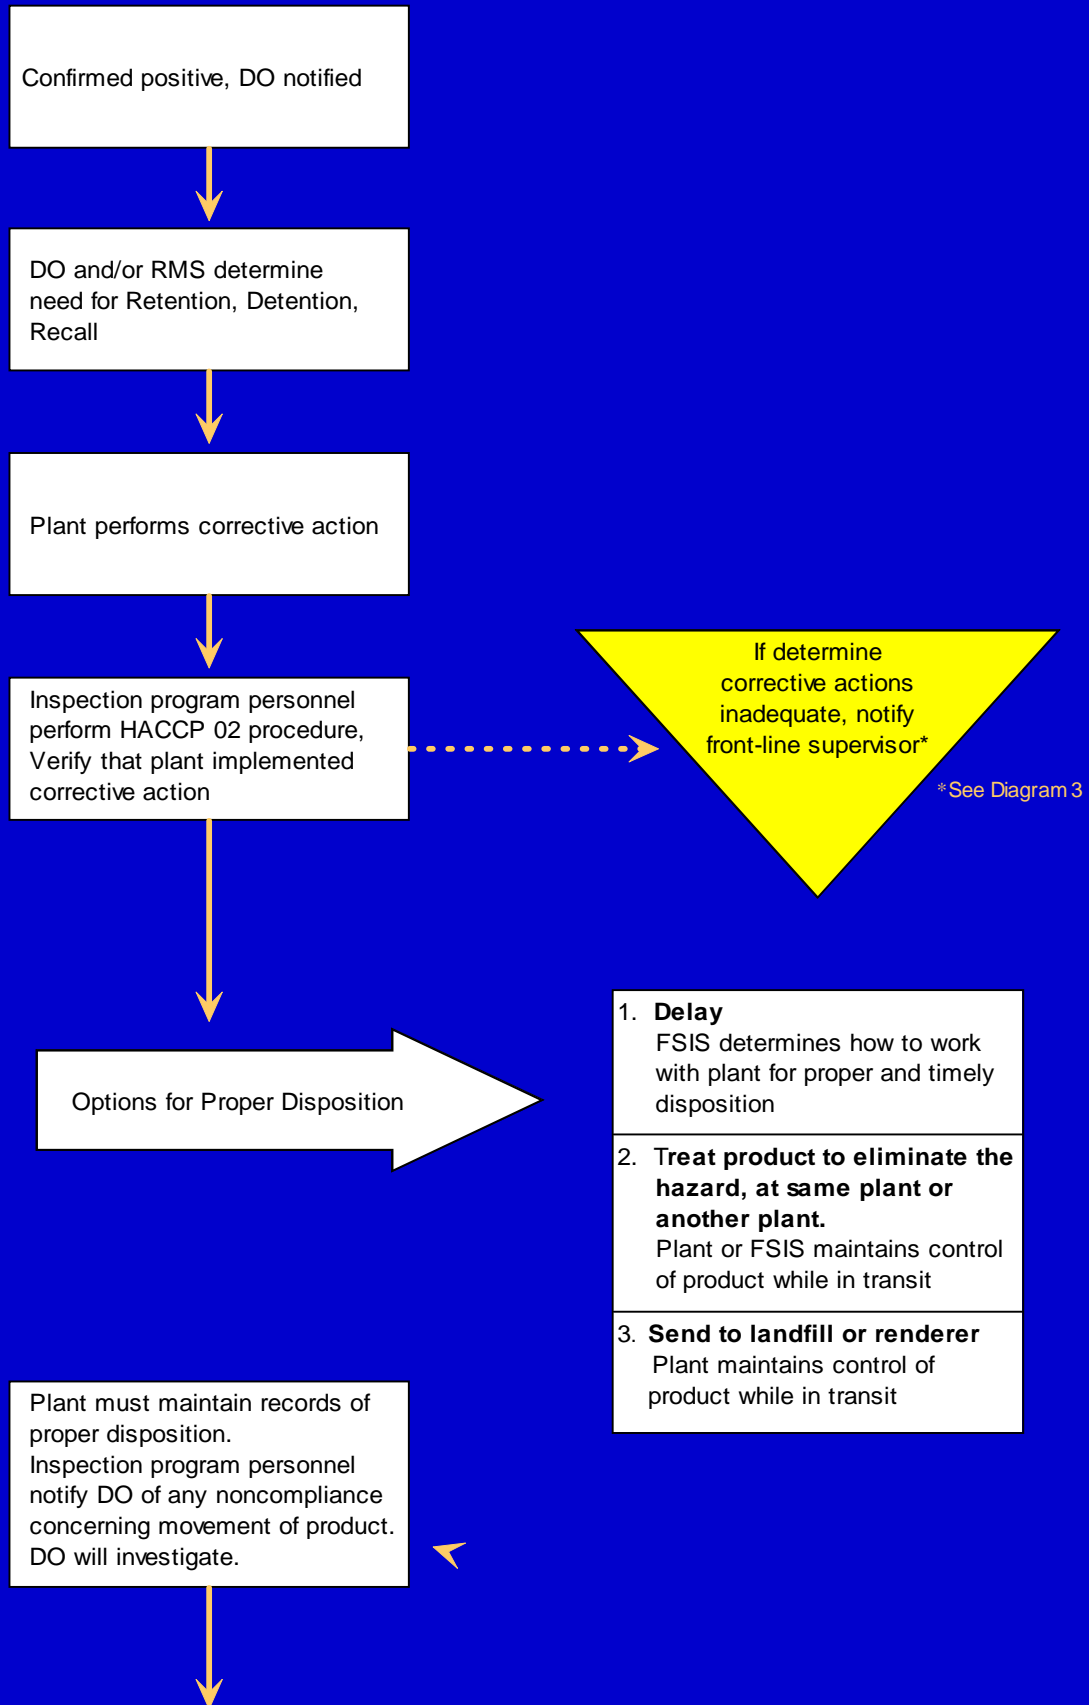 Confirmed positive, DO notified
DO and/or RMS determine
need for Retention, Detention,
Recall
Plant performs corrective action
Inspection program personnel
perform HACCP 02 procedure,
Verify that plant implemented
corrective action
If determine
corrective actions
inadequate, notify
front-line supervisor*
*See Diagram 3
Options for Proper Disposition
1. Delay
FSIS determines how to work
with plant for proper and timely
disposition
2. Treat product to eliminate the
hazard, at same plant or
another plant.
Plant or FSIS maintains control
of product while in transit
3. Send to landfill or renderer
Plant maintains control of
product while in transit
Plant must maintain records of
proper disposition.
Inspection program personnel
notify DO of any noncompliance
concerning movement of product.
DO will investigate.